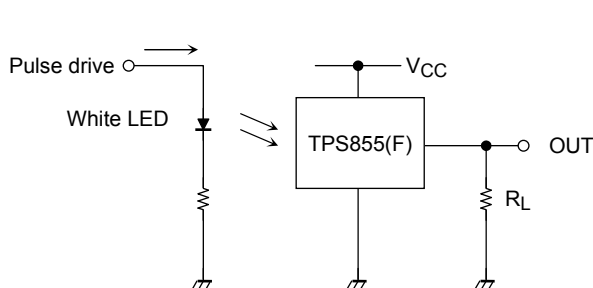 Pulse drive
VCC
White LED
TPS855(F)
OUT
RL